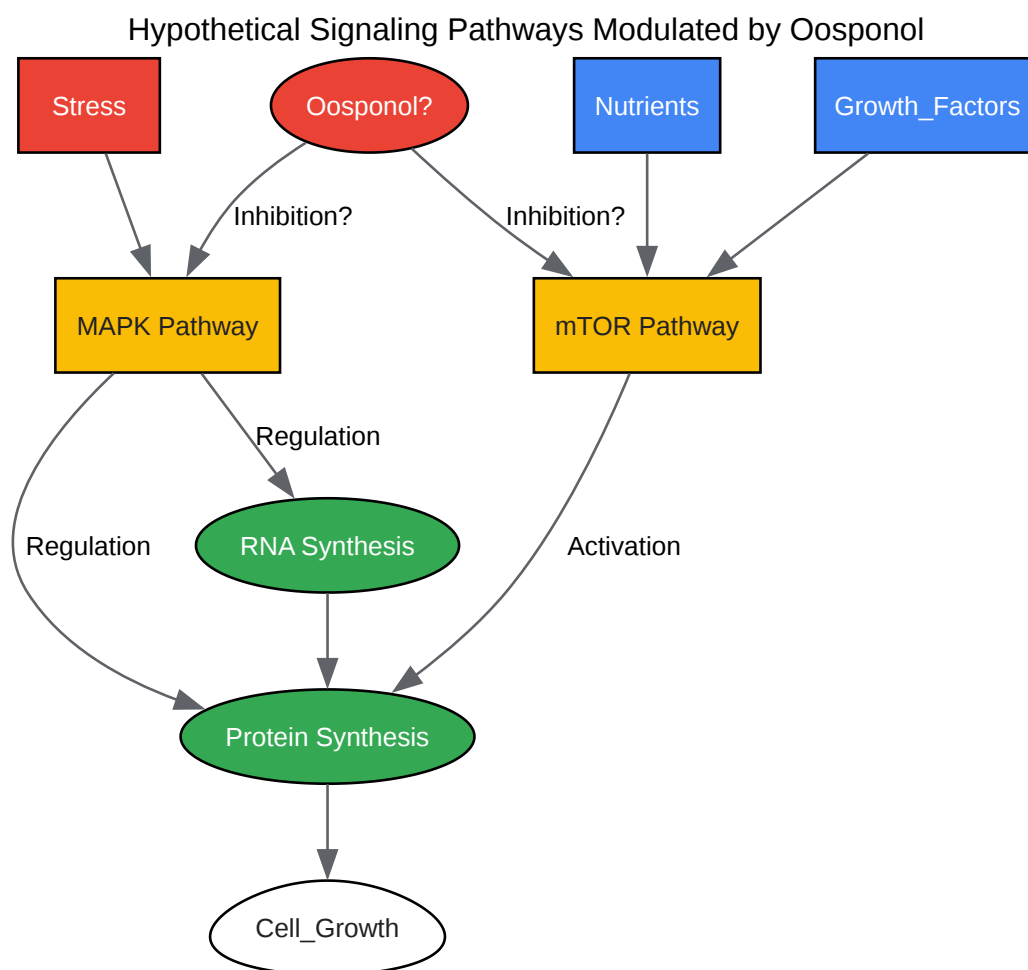 Hypothetical Signaling Pathways Modulated by Oosponol
Stress
Oosponol?
Nutrients
Growth_Factors
Inhibition?
Inhibition?
MAPK Pathway
mTOR Pathway
Regulation
RNA Synthesis
Regulation
Activation
Protein Synthesis
Cell_Growth